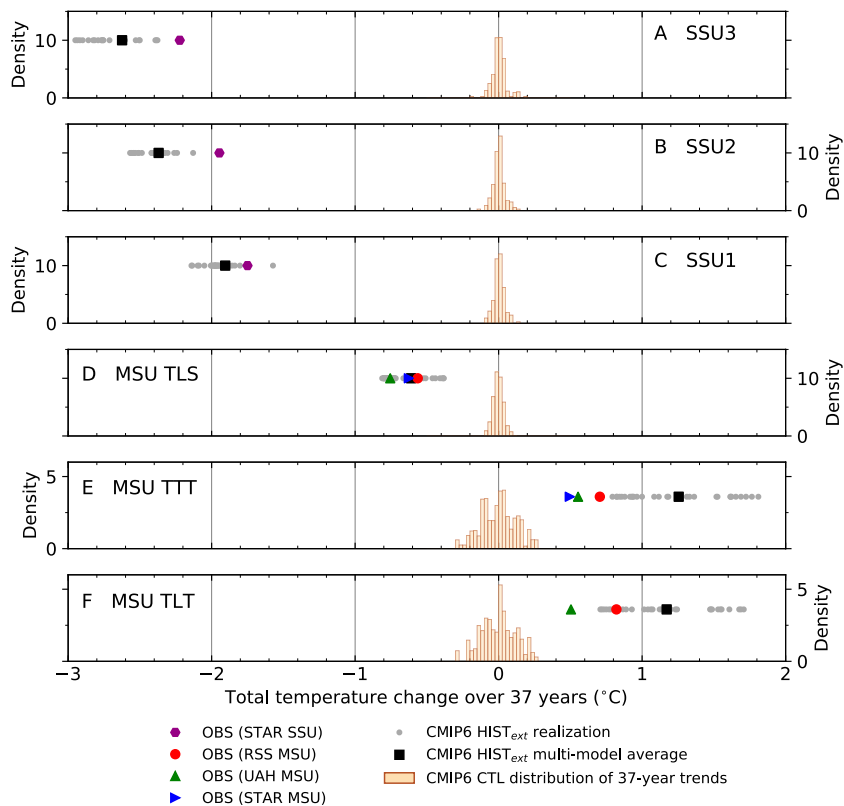 Density
10
0
A SSU3
B SSU2
10
0
Density
Density
10
0
C SSU1
D MSU TLS
10
0
Density
Density
5
0
E MSU TTT
F MSU TLT
5
0
Density
−3 −2 −1 0 1 2
Total temperature change over 37 years (°C)
OBS (STAR SSU)
OBS (RSS MSU)
OBS (UAH MSU)
OBS (STAR MSU)
CMIP6 HISText realization
CMIP6 HISText multi-model average
CMIP6 CTL distribution of 37-year trends